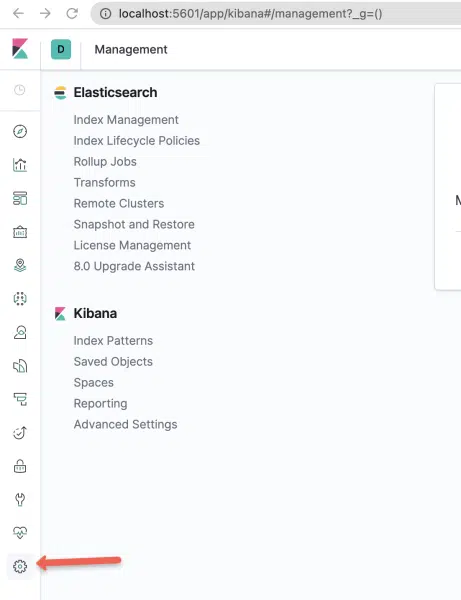 localhost:5601/app/kibana#/management?_g=()
D Management
Elasticsearch
Index Management
Index Lifecycle Policies
Rollup Jobs
Transforms
Remote Clusters
Snapshot and Restore
License Management
8.0 Upgrade Assistant
Kibana
Index Patterns
Saved Objects
Spaces
Reporting
Advanced Settings